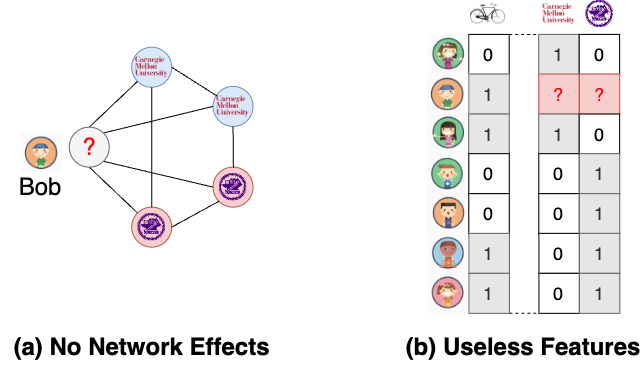 Carnegie
Mellon
University
Carnegie
Mellon
University
?
Bob
(a) No Network Effects
Carnegie
Mellon
University
0 1 0
1 ? ?
1 1 0
0 0 1
0 0 1
1 0 1
1 0 1
(b) Useless Features